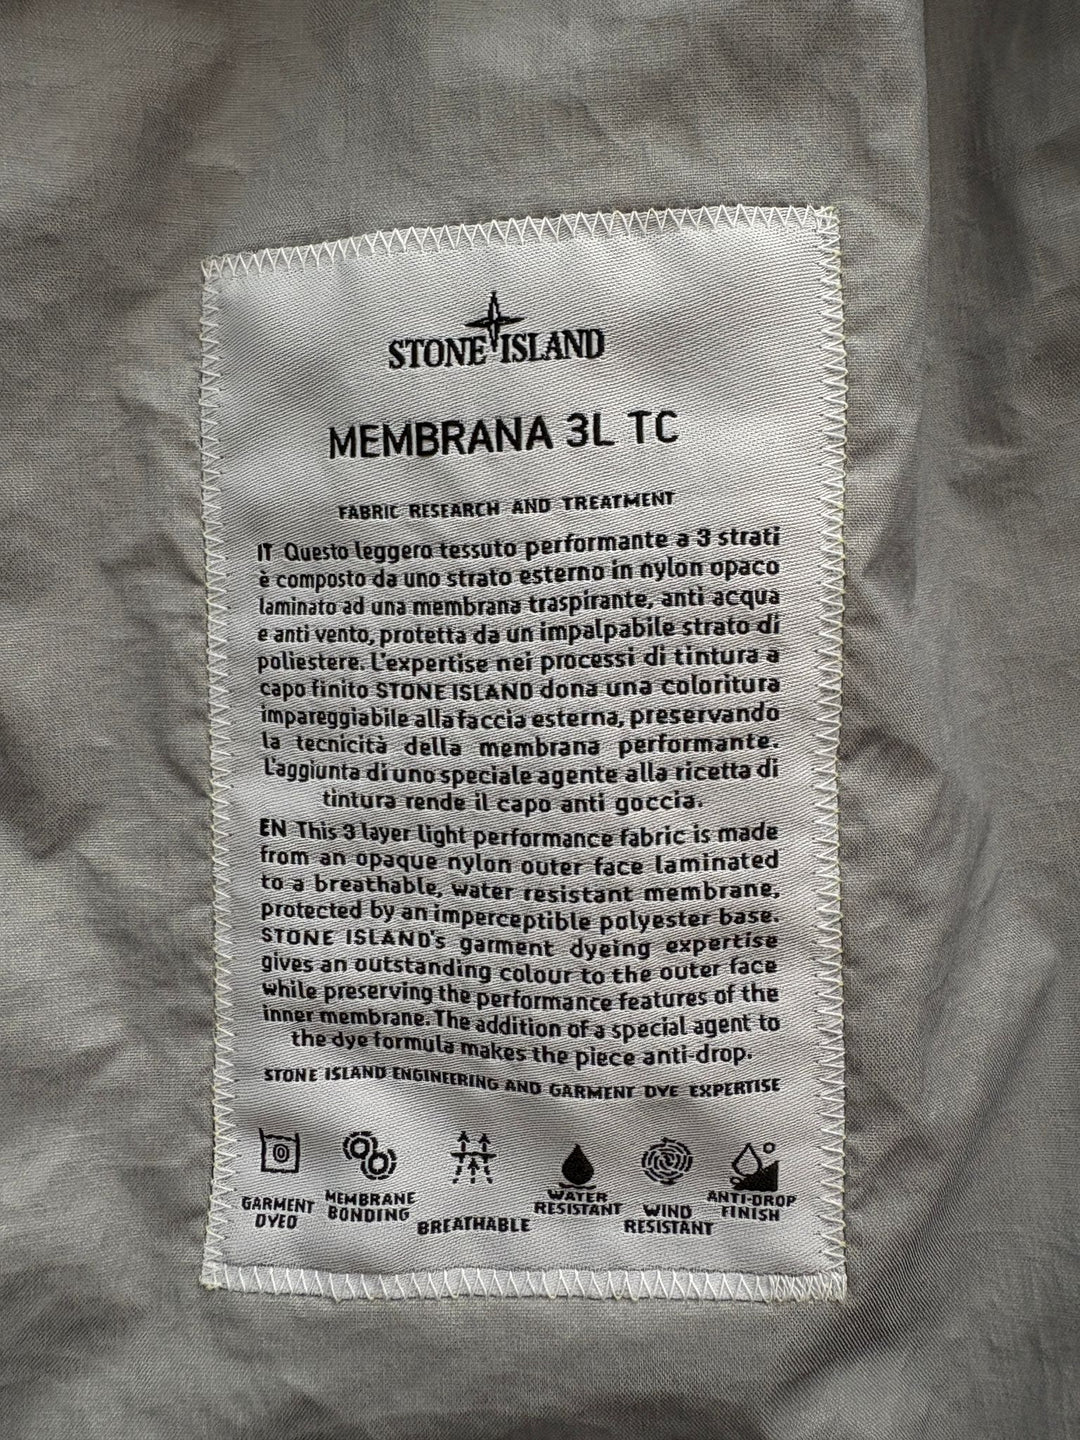 STONE ISLAND
MEMBRANA 3L TC
FABRIC RESEARCH AND TREATMENT
IT Questo leggero tessuto performante a 3 strati
è composto da uno strato esterno in nylon opaco
laminato ad una membrana traspirante, anti acqua
e anti vento, protetta da un impalpabile strato di
poliestere. L'expertise nei processi di tintura a
capo finito STONE ISLAND dona una coloritura
impareggiabile alla faccia esterna, preservando
la tecnicità della membrana performante.
L'aggiunta di uno speciale agente alla ricetta di
tintura rende il capo anti goccia.
EN This 3 layer light performance fabric is made
from an opaque nylon outer face laminated
to a breathable, water resistant membrane,
protected by an imperceptible polyester base.
STONE ISLAND's garment dyeing expertise
gives an outstanding colour to the outer face
while preserving the performance features of the
inner membrane. The addition of a special agent to
the dye formula makes the piece anti-drop.
STONE ISLAND ENGINEERING AND GARMENT DYE EXPERTISE
GARMENT
DYED
MEMBRANE
BONDING
BREATHABLE
WATER
RESISTANT
WIND
RESISTANT
ANTI-DROP
FINISH